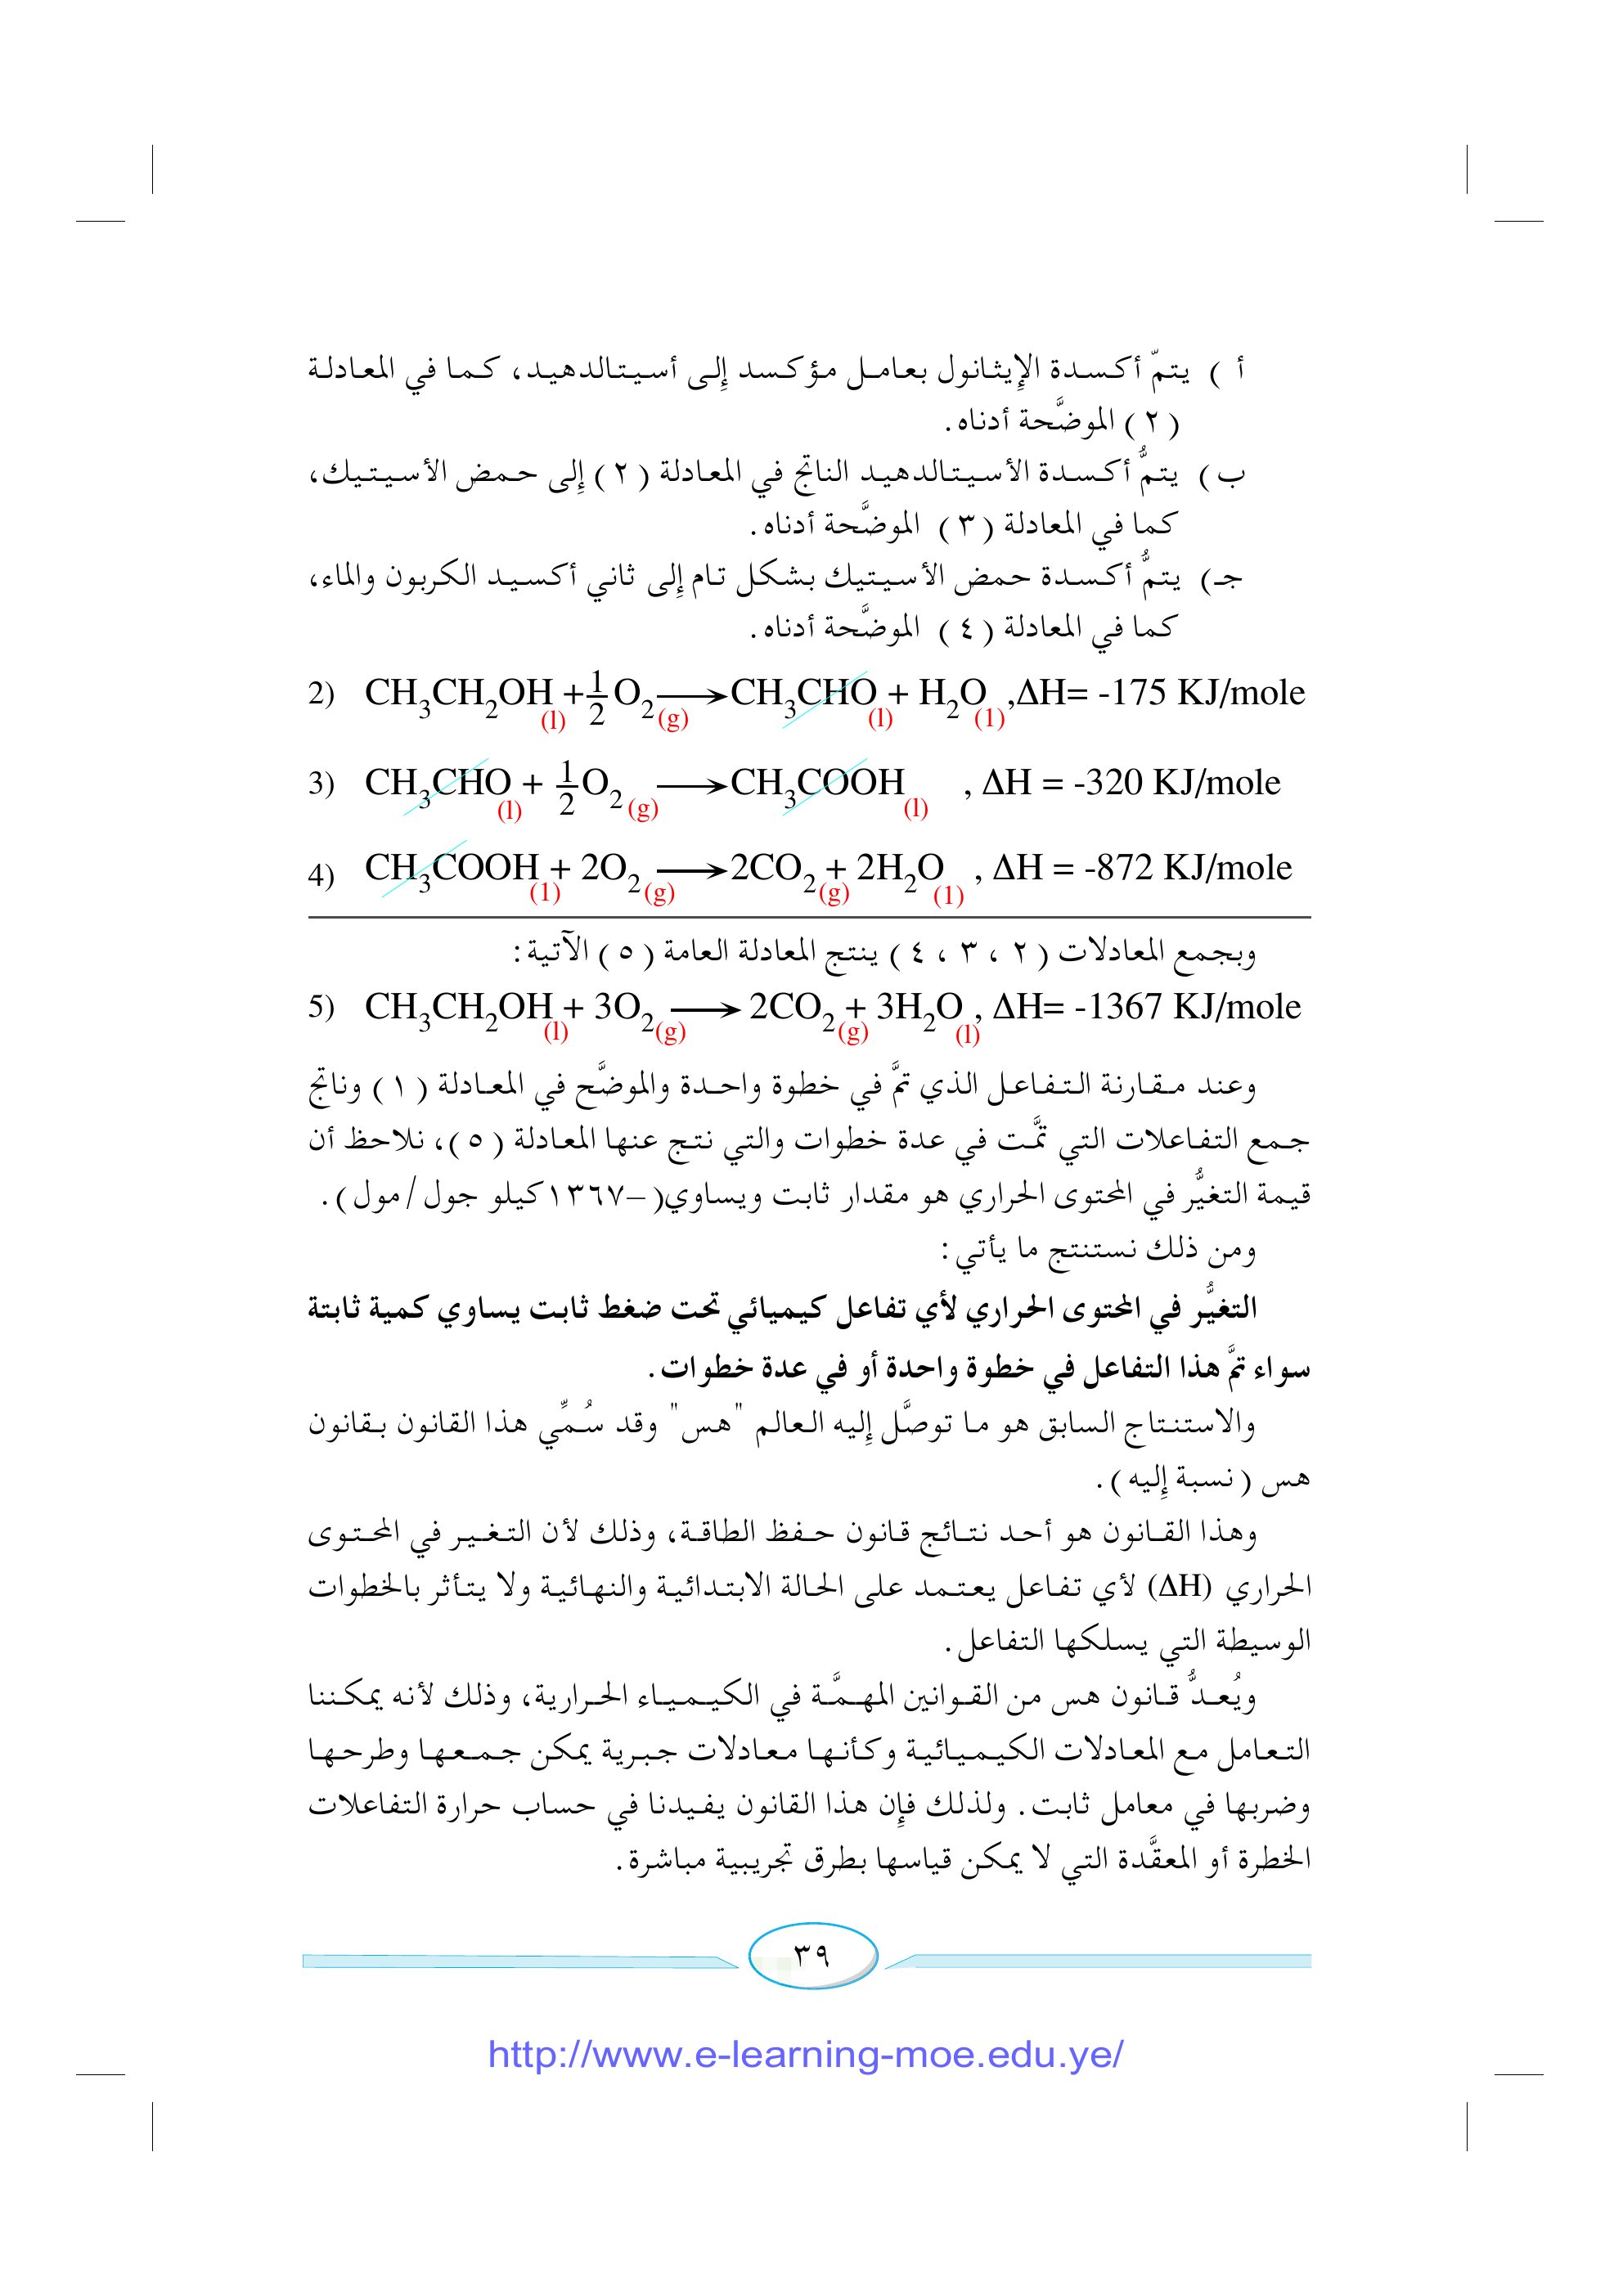 أ ) يتمّ أكسدة الإيثانول بعامل مؤكسد إلى أسيتالدهيد، كما في المعادلة
( ٢ ) الموضَّحة أدناه.
ب ) يتمُّ أكسدة الأسيتالدهيد الناتج في المعادلة ( ٢ ) إلى حمض الأسيتيك،
كما في المعادلة ( ٣ ) الموضَّحة أدناه.
جـ) يتمُّ أكسدة حمض الأسيتيك بشكل تام إلى ثاني أكسيد الكربون والماء،
كما في المعادلة ( ٤ ) الموضَّحة أدناه.
2) CH₃CH₂OH(l) + 1/2 O₂(g) ⟶ CH₃CHO(l) + H₂O(1) ,ΔH= -175 KJ/mole
3) CH₃CHO(l) + 1/2 O₂(g) ⟶ CH₃COOH(l) , ΔH = -320 KJ/mole
4) CH₃COOH(1) + 2O₂(g) ⟶ 2CO₂(g) + 2H₂O(1) , ΔH = -872 KJ/mole
وبجمع المعادلات ( ٢ ، ٣ ، ٤ ) ينتج المعادلة العامة ( ٥ ) الآتية:
5) CH₃CH₂OH(l) + 3O₂(g) ⟶ 2CO₂(g) + 3H₂O(l) , ΔH= -1367 KJ/mole
وعند مقارنة التفاعل الذي تمَّ في خطوة واحدة والموضَّح في المعادلة ( ١ ) وناتج
جمع التفاعلات التي تمَّت في عدة خطوات والتي نتج عنها المعادلة ( ٥ )، نلاحظ أن
قيمة التغيُّر في المحتوى الحراري هو مقدار ثابت ويساوي( –١٣٦٧كيلو جول/مول).
ومن ذلك نستنتج ما يأتي:
التغيُّر في المحتوى الحراري لأي تفاعل كيميائي تحت ضغط ثابت يساوي كمية ثابتة
سواء تمَّ هذا التفاعل في خطوة واحدة أو في عدة خطوات.
والاستنتاج السابق هو ما توصَّل إليه العالم "هس" وقد سُمِّي هذا القانون بقانون
هس ( نسبة إليه ).
وهذا القانون هو أحد نتائج قانون حفظ الطاقة، وذلك لأن التغير في المحتوى
الحراري (ΔH) لأي تفاعل يعتمد على الحالة الابتدائية والنهائية ولا يتأثر بالخطوات
الوسيطة التي يسلكها التفاعل.
ويُعدُّ قانون هس من القوانين المهمَّة في الكيمياء الحرارية، وذلك لأنه يمكننا
التعامل مع المعادلات الكيميائية وكأنها معادلات جبرية يمكن جمعها وطرحها
وضربها في معامل ثابت. ولذلك فإن هذا القانون يفيدنا في حساب حرارة التفاعلات
الخطرة أو المعقَّدة التي لا يمكن قياسها بطرق تجريبية مباشرة.
٣٩
http://www.e-learning-moe.edu.ye/